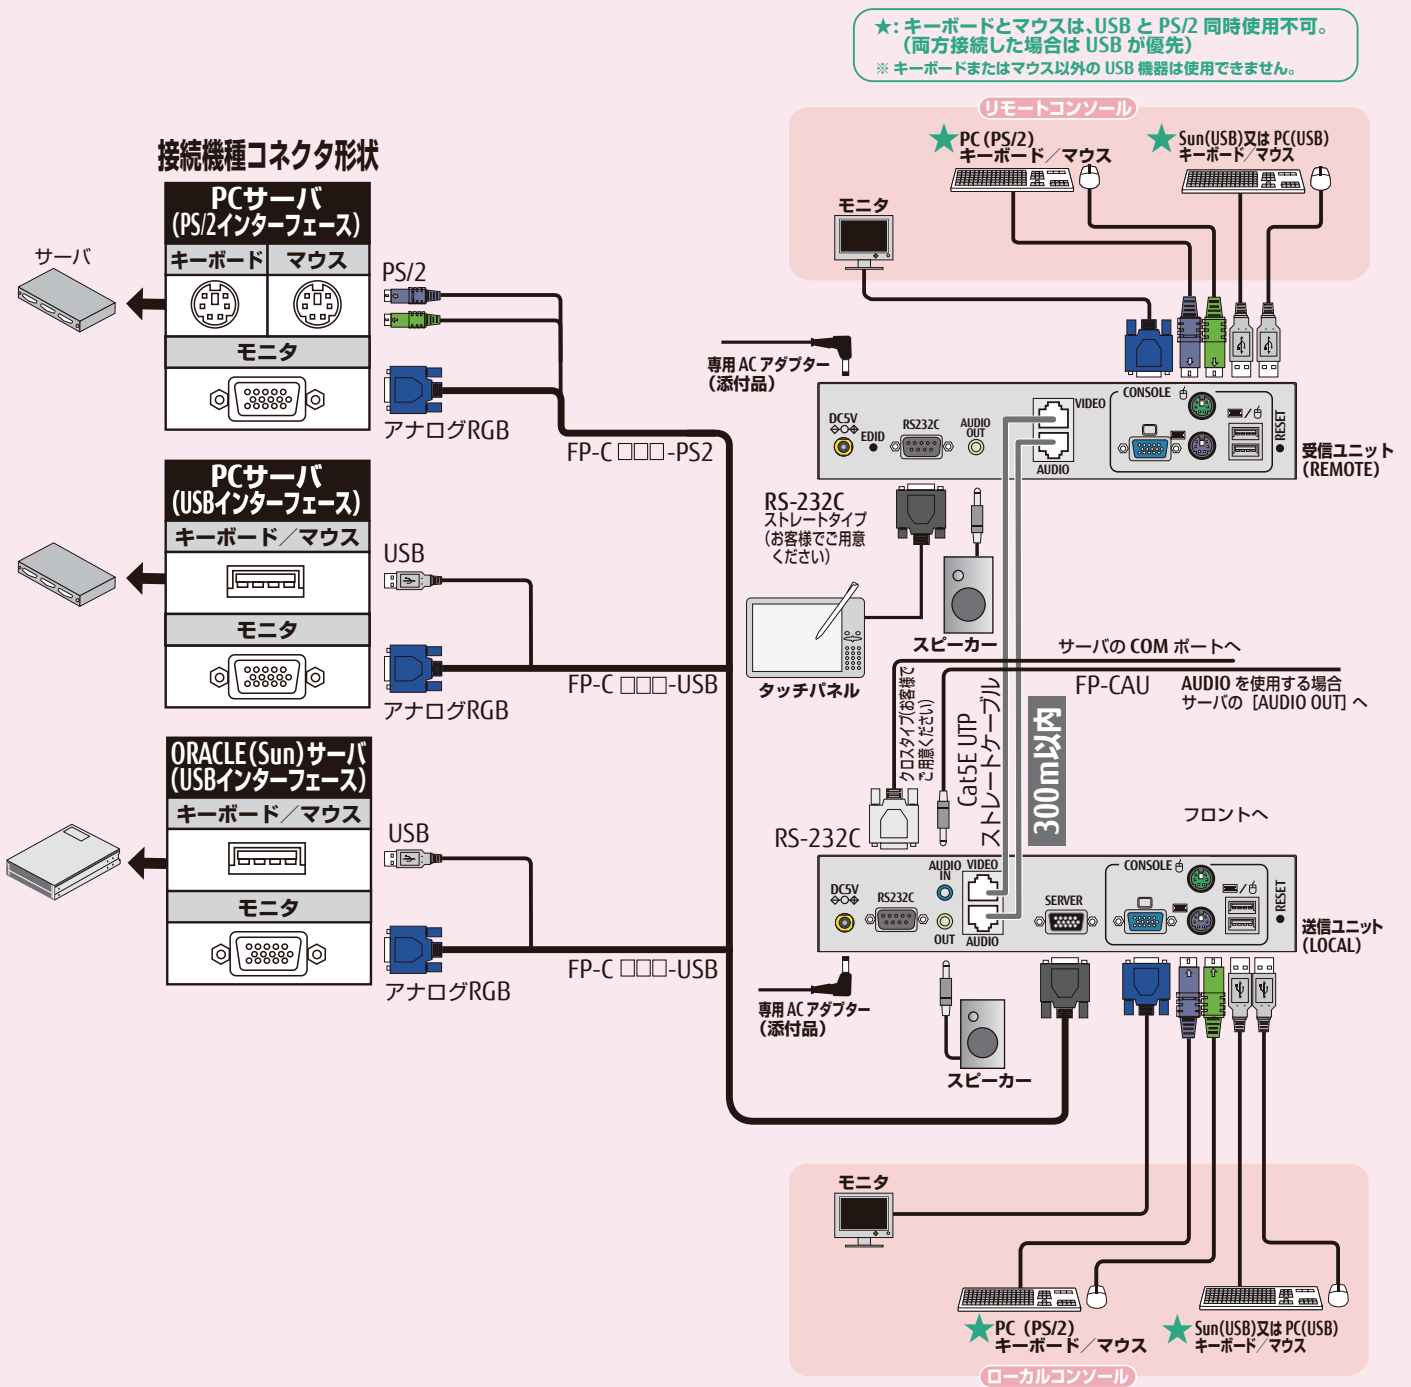 ★：キーボードとマウスは、USB と PS/2 同時使用不可。
（両方接続した場合は USB が優先）
※ キーボードまたはマウス以外の USB 機器は使用できません。
リモートコンソール
★PC（PS/2）
キーボード／マウス
★Sun(USB)又は PC(USB)
キーボード／マウス
モニタ
専用 AC アダプター
（添付品）
接続機種コネクタ形状
PCサーバ
（PS/2インターフェース）
キーボード
マウス
モニタ
サーバ
PS/2
アナログRGB
FP-C □□□-PS2
PCサーバ
（USBインターフェース）
キーボード／マウス
モニタ
USB
アナログRGB
FP-C □□□-USB
ORACLE（Sun）サーバ
（USBインターフェース）
キーボード／マウス
モニタ
USB
アナログRGB
FP-C □□□-USB
DC5V
EDID
RS232C
AUDIO
OUT
VIDEO
AUDIO
CONSOLE
RESET
受信ユニット
（REMOTE）
RS-232C
ストレートタイプ
（お客様でご用意
ください）
タッチパネル
スピーカー
サーバの COM ポートへ
FP-CAU
AUDIO を使用する場合
サーバの［AUDIO OUT］へ
クロスタイプ（お客様で
ご用意ください）
Cat5E UTP
ストレートケーブル
300m以内
フロントへ
RS-232C
DC5V
RS232C
AUDIO
IN
OUT
VIDEO
AUDIO
SERVER
CONSOLE
RESET
送信ユニット
（LOCAL）
専用 AC アダプター
（添付品）
スピーカー
モニタ
★PC（PS/2）
キーボード／マウス
★Sun(USB)又は PC(USB)
キーボード／マウス
ローカルコンソール